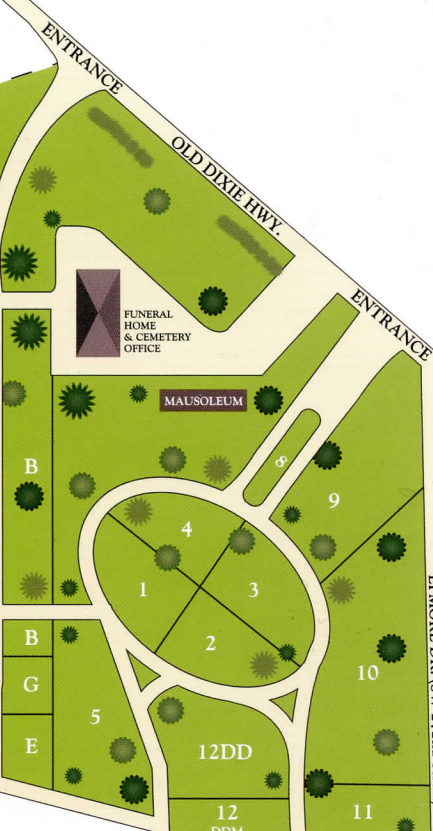 ENTRANCE
OLD DIXIE HWY.
ENTRANCE
FUNERAL
HOME
& CEMETERY
OFFICE
MAUSOLEUM
B
8
9
4
1
3
2
10
B
G
E
5
12DD
12
DDM
11